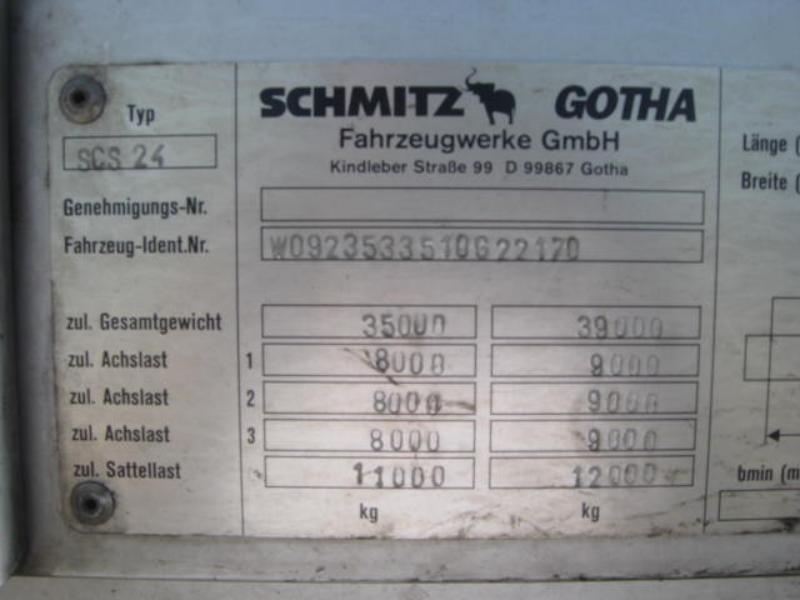 Typ
SCS 24
SCHMITZ GOTHA
Fahrzeugwerke GmbH
Kindleber Straße 99 D 99867 Gotha
Länge (
Breite (
Genehmigungs-Nr.
Fahrzeug-Ident.Nr. W0923533510G22170
zul. Gesamtgewicht 35000 39000
zul. Achslast 1 8000 9000
zul. Achslast 2 8000 9000
zul. Achslast 3 8000 9000
zul. Sattellast 11000 12000
kg kg
bmin (m